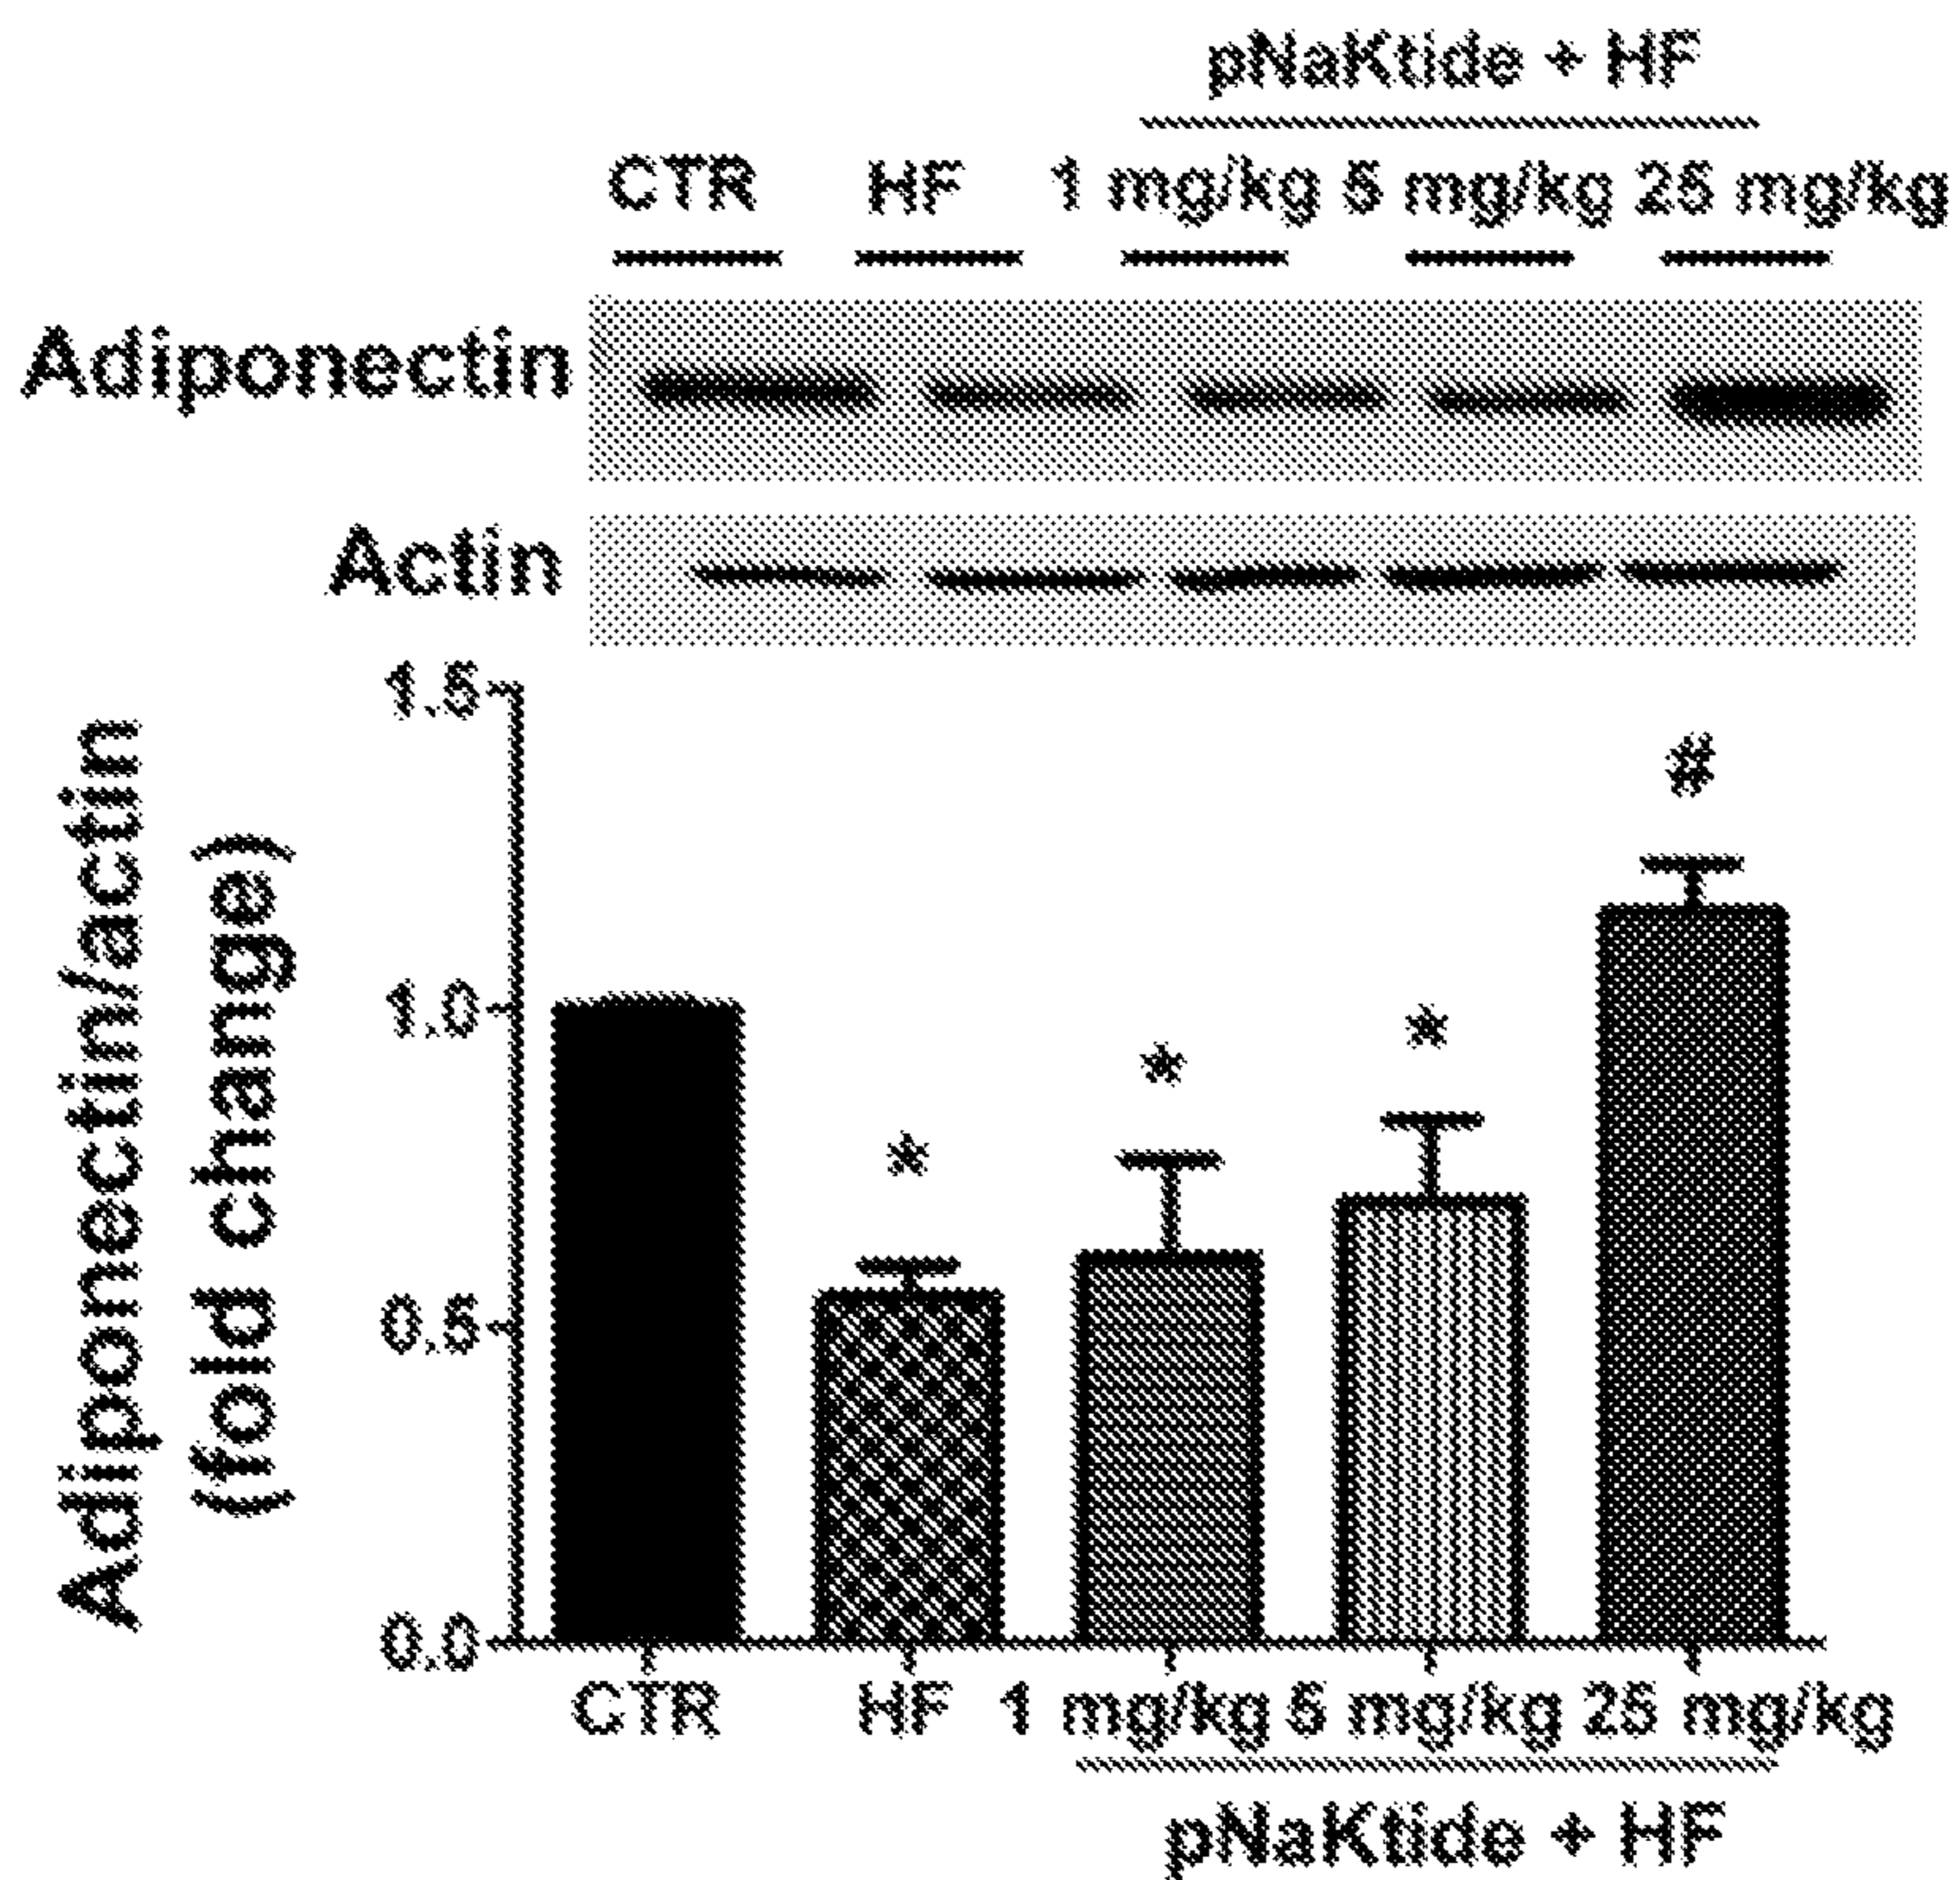 pNaKtide + HF
CTR HF 1 mg/kg 5 mg/kg 25 mg/kg
Adiponectin
Actin
Adiponectin/actin
(fold change)
1.5
1.0
0.5
0.0
*
*
*
#
CTR HF 1 mg/kg 5 mg/kg 25 mg/kg
pNaKtide + HF